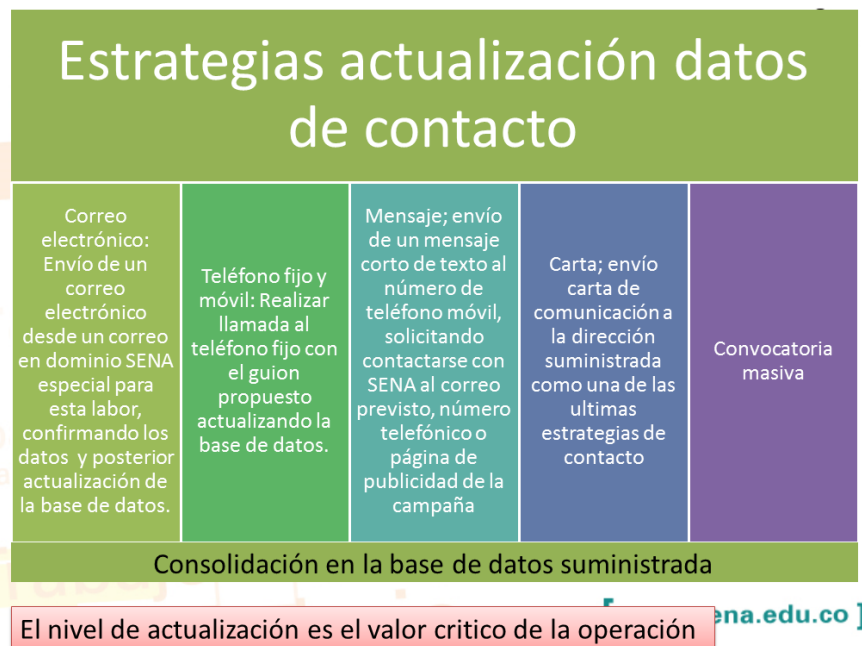 Estrategias actualización datos
de contacto
Correo
electrónico:
Envío de un
correo
electrónico
desde un correo
en dominio SENA
especial para
esta labor,
confirmando los
datos y posterior
actualización de
la base de datos.
Teléfono fijo y
móvil: Realizar
llamada al
teléfono fijo con
el guion
propuesto
actualizando la
base de datos.
Mensaje; envío
de un mensaje
corto de texto al
número de
teléfono móvil,
solicitando
contactarse con
SENA al correo
previsto, número
telefónico o
página de
publicidad de la
campaña
Carta; envío
carta de
comunicación a
la dirección
suministrada
como una de las
ultimas
estrategias de
contacto
Convocatoria
masiva
Consolidación en la base de datos suministrada
ena.edu.co ]
El nivel de actualización es el valor critico de la operación